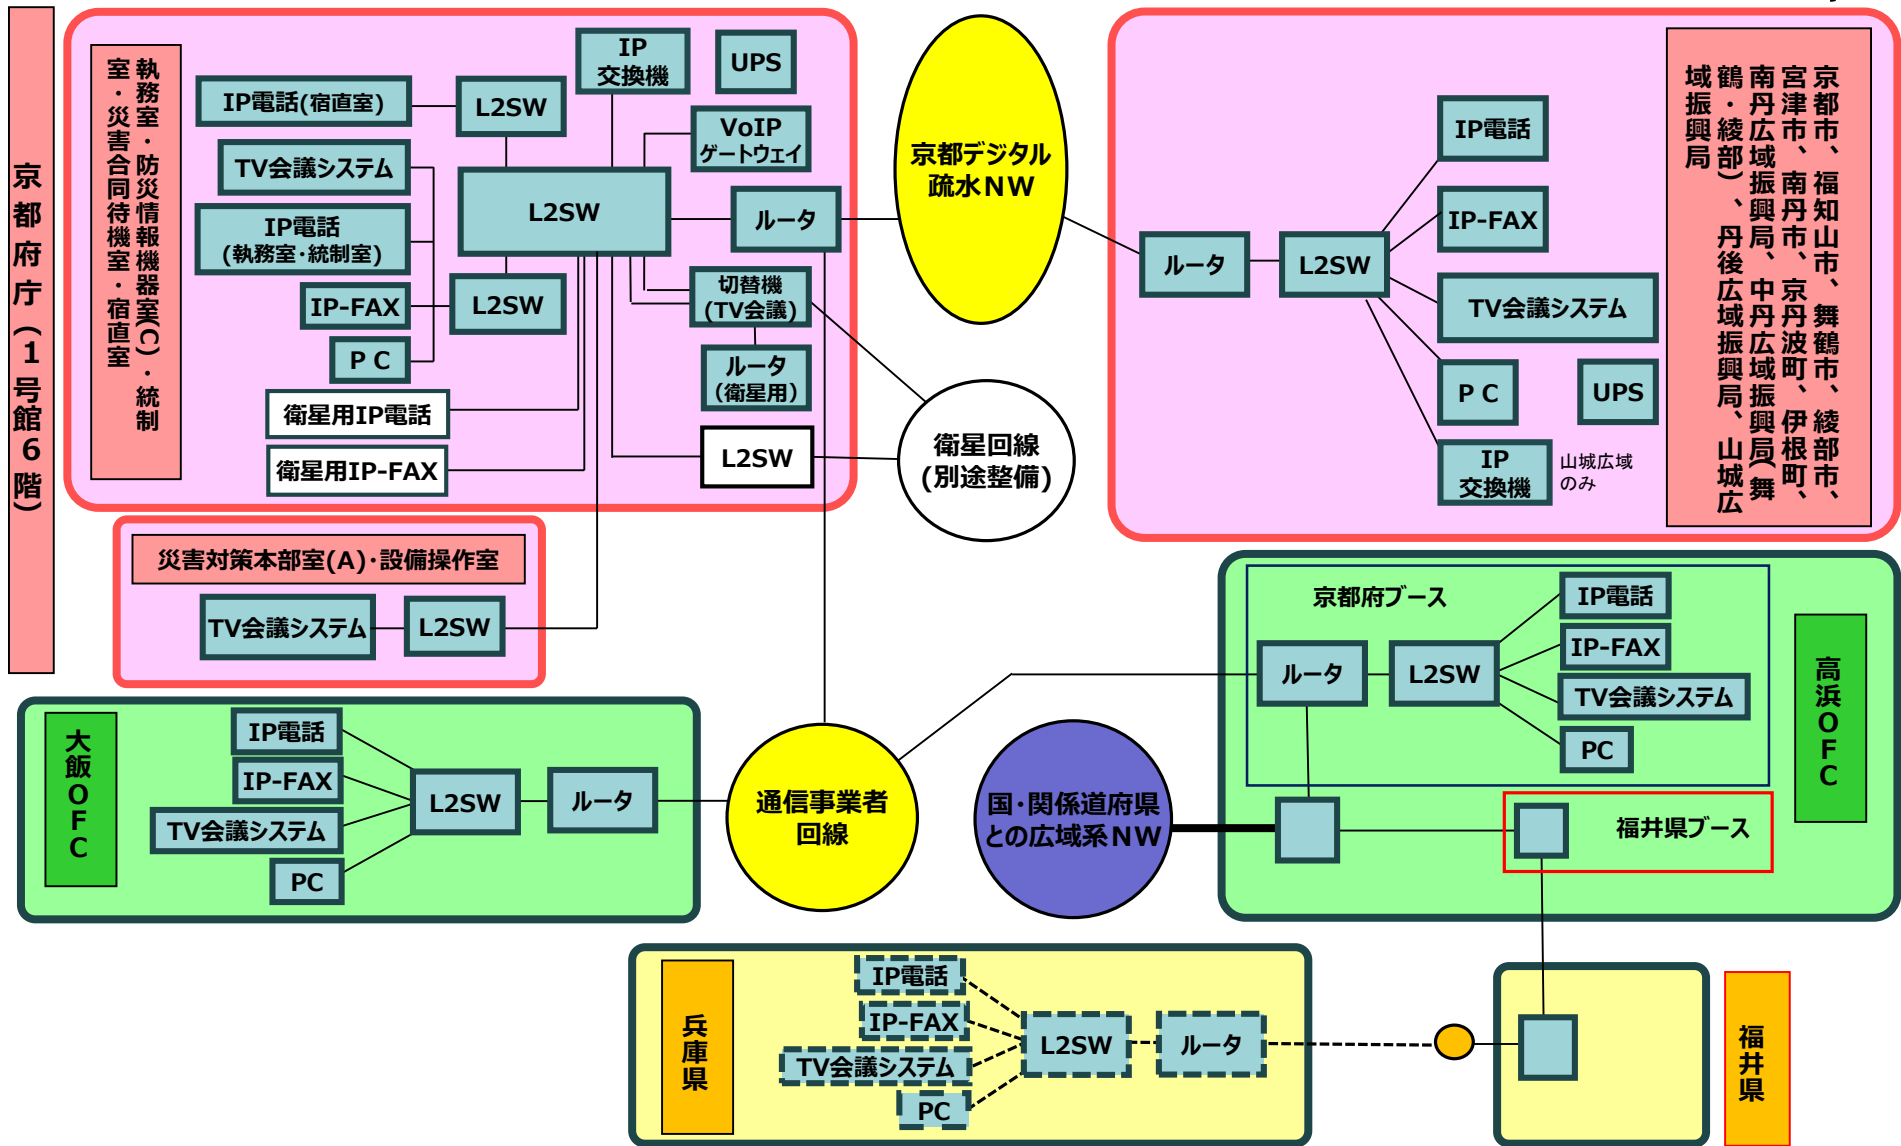 京都府庁（１号館６階）
執務室・防災情報機器室(C)・統制
室・災害合同待機室・宿直室
IP
交換機
UPS
IP電話(宿直室)
L2SW
VoIP
ゲートウェイ
TV会議システム
L2SW
ルータ
IP電話
(執務室・統制室)
IP-FAX
L2SW
切替機
(TV会議)
ＰＣ
ルータ
(衛星用)
衛星用IP電話
衛星用IP-FAX
L2SW
京都デジタル
疏水ＮＷ
衛星回線
(別途整備)
京都市、福知山市、舞鶴市、綾部市、
宮津市、南丹市、京丹波町、伊根町、
南丹広域振興局、中丹広域振興局(舞
鶴・綾部)、丹後広域振興局、山城広
域振興局
ルータ
L2SW
IP電話
IP-FAX
TV会議システム
ＰＣ
UPS
IP
交換機
山城広域
のみ
災害対策本部室(A)・設備操作室
TV会議システム
L2SW
大飯ＯＦＣ
IP電話
IP-FAX
TV会議システム
PC
L2SW
ルータ
通信事業者
回線
国・関係道府県
との広域系ＮＷ
京都府ブース
ルータ
L2SW
IP電話
IP-FAX
TV会議システム
PC
福井県ブース
高浜ＯＦＣ
兵庫県
IP電話
IP-FAX
TV会議システム
PC
L2SW
ルータ
福井県